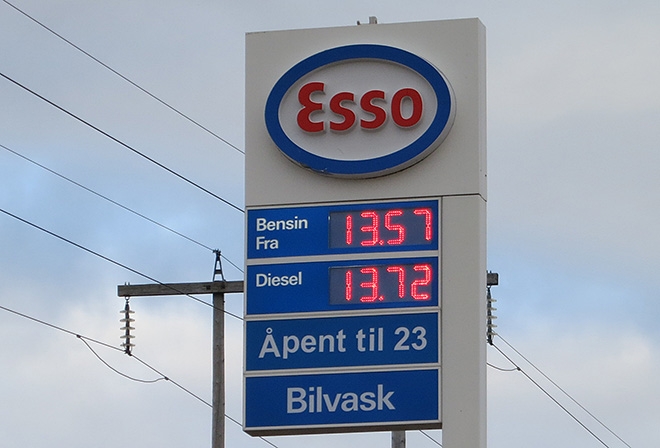 Esso
Bensin 13.57
Fra
Diesel 13.72
Åpent til 23
Bilvask